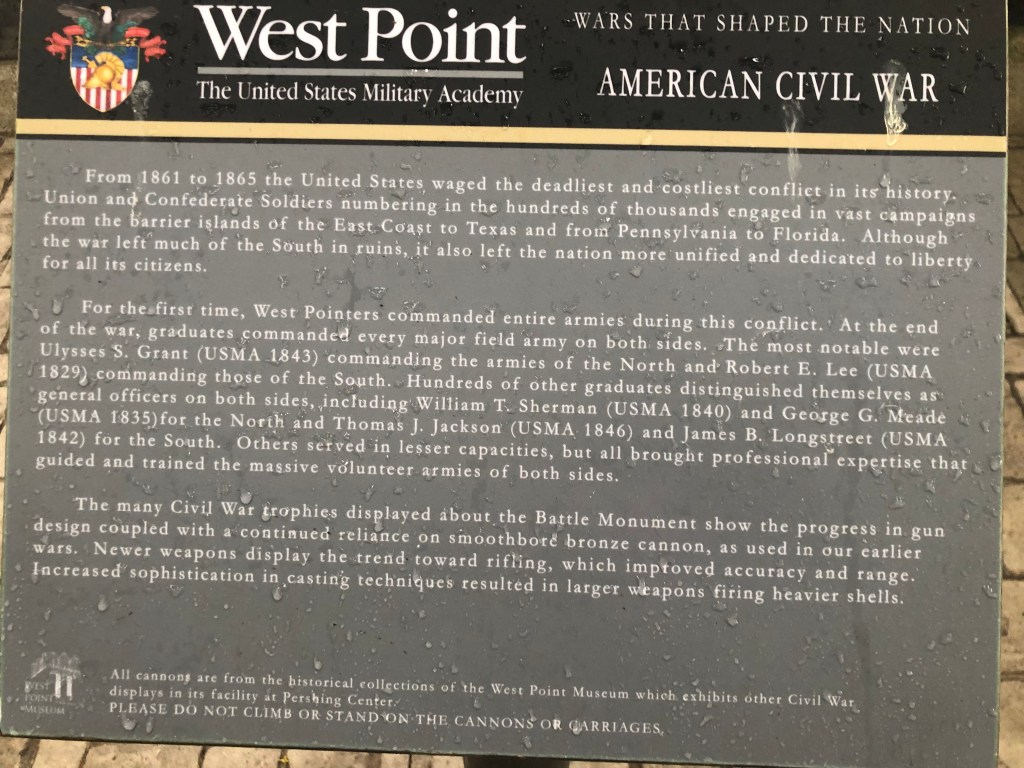 West Point
The United States Military Academy
WARS THAT SHAPED THE NATION
AMERICAN CIVIL WAR
From 1861 to 1865 the United States waged the deadliest and costliest conflict in its history.
Union and Confederate Soldiers numbering in the hundreds of thousands engaged in vast campaigns
from the barrier islands of the East Coast to Texas and from Pennsylvania to Florida. Although
the war left much of the South in ruins, it also left the nation more unified and dedicated to liberty
for all its citizens.
For the first time, West Pointers commanded entire armies during this conflict. At the end
of the war, graduates commanded every major field army on both sides. The most notable were
Ulysses S. Grant (USMA 1843) commanding the armies of the North and Robert E. Lee (USMA
1829) commanding those of the South. Hundreds of other graduates distinguished themselves as
general officers on both sides, including William T. Sherman (USMA 1840) and George G. Meade
(USMA 1835)for the North and Thomas J. Jackson (USMA 1846) and James B. Longstreet (USMA
1842) for the South. Others served in lesser capacities, but all brought professional expertise that
guided and trained the massive volunteer armies of both sides.
The many Civil War trophies displayed about the Battle Monument show the progress in gun
design coupled with a continued reliance on smoothbore bronze cannon, as used in our earlier
wars. Newer weapons display the trend toward rifling, which improved accuracy and range.
Increased sophistication in casting techniques resulted in larger weapons firing heavier shells.
WEST
POINT
MUSEUM
All cannons are from the historical collections of the West Point Museum which exhibits other Civil War
displays in its facility at Pershing Center.
PLEASE DO NOT CLIMB OR STAND ON THE CANNONS OR CARRIAGES.